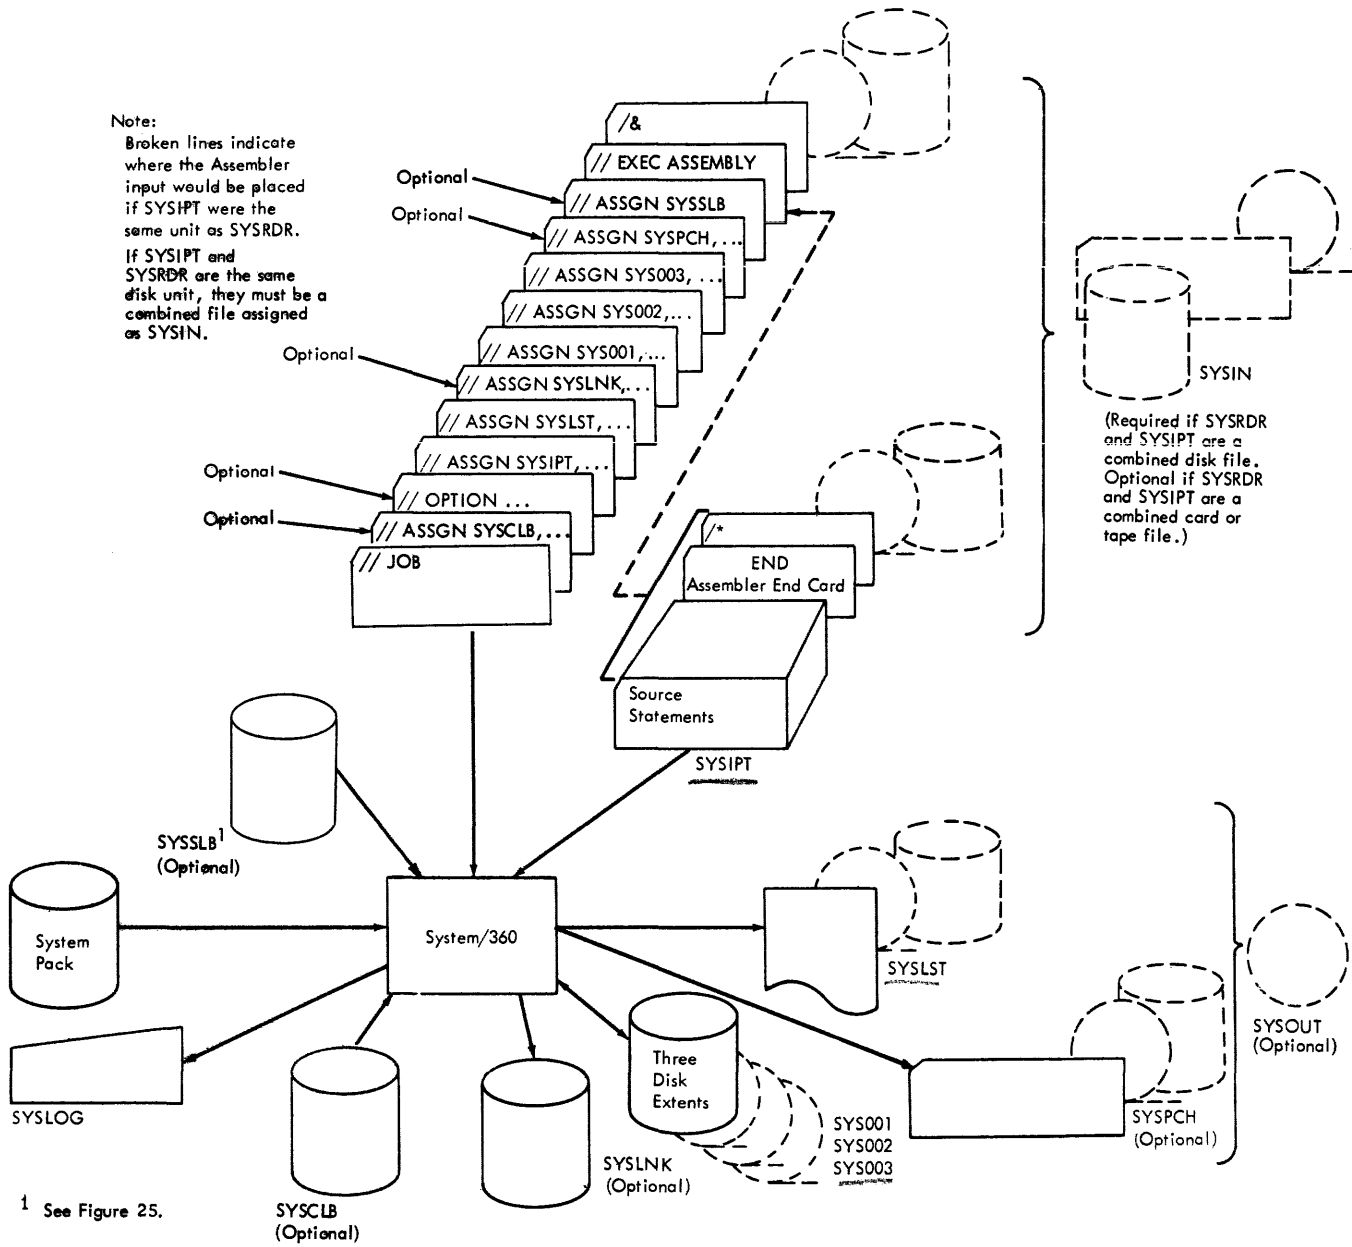 Note:
Broken lines indicate
where the Assembler
input would be placed
if SYSIPT were the
same unit as SYSRDR.
If SYSIPT and
SYSRDR are the same
disk unit, they must be a
combined file assigned
as SYSIN.
/&
// EXEC ASSEMBLY
Optional
// ASSGN SYSSLB
Optional
// ASSGN SYSPCH, ...
// ASSGN SYS003, ...
// ASSGN SYS002,...
// ASSGN SYS001, ...
Optional
// ASSGN SYSLNK,...
// ASSGN SYSLST, ...
// ASSGN SYSIPT, ...
Optional
// OPTION ...
Optional
// ASSGN SYSCLB,...
// JOB
SYSIN
(Required if SYSRDR
and SYSIPT are a
combined disk file.
Optional if SYSRDR
and SYSIPT are a
combined card or
tape file.)
/*
END
Assembler End Card
Source
Statements
SYSIPT
SYSSLB1
(Optional)
System
Pack
System/360
SYSLST
SYSLOG
Three
Disk
Extents
SYS001
SYS002
SYS003
SYSPCH
(Optional)
SYSOUT
(Optional)
SYSLNK
(Optional)
SYSCLB
(Optional)
1 See Figure 25.